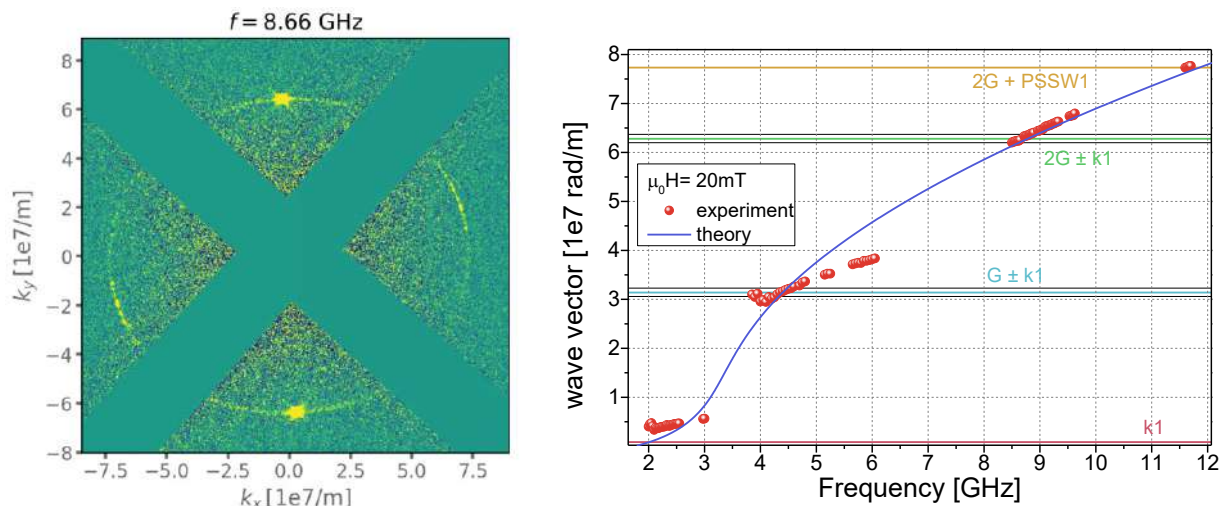 f = 8.66 GHz
8
6
4
2
0
−2
−4
−6
−8
k_y [1e7/m]
−7.5 −5.0 −2.5 0.0 2.5 5.0 7.5
k_x [1e7/m]
8
7
6
5
4
3
2
1
wave vector [1e7 rad/m]
2G + PSSW1
2G ± k1
μ₀H= 20mT
experiment
theory
G ± k1
k1
2 3 4 5 6 7 8 9 10 11 12
Frequency [GHz]